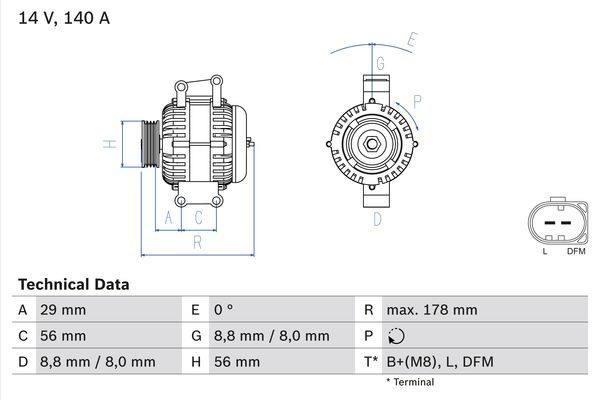 14 V, 140 A
E
G
P
H
A
C
R
D
L DFM
Technical Data
A 29 mm E 0 ° R max. 178 mm
C 56 mm G 8,8 mm / 8,0 mm P
D 8,8 mm / 8,0 mm H 56 mm T* B+(M8), L, DFM
* Terminal